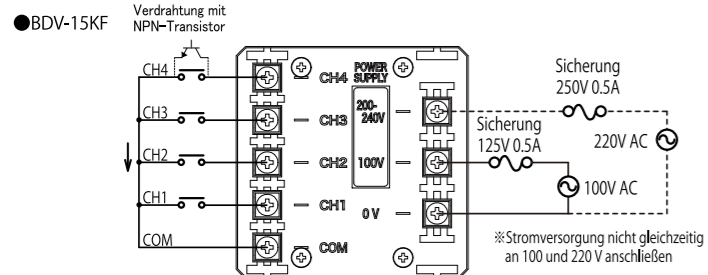 ●BDV-15KF
Verdrahtung mit
NPN-Transistor
CH4
CH3
CH2
CH1
COM
CH4
CH3
CH2
CH1
COM
POWER
SUPPLY
200-
240V
100V
0 V
Sicherung
250V 0.5A
220V AC
Sicherung
125V 0.5A
100V AC
※Stromversorgung nicht gleichzeitig
an 100 und 220 V anschließen